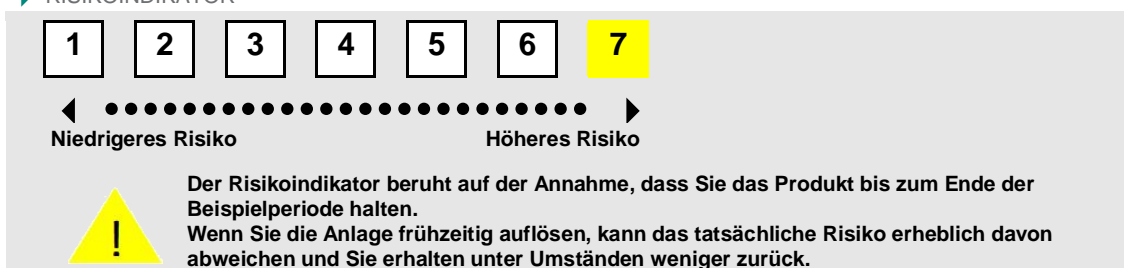 RISIKOINDIKATOR
1 2 3 4 5 6 7
Niedrigeres Risiko Höheres Risiko
Der Risikoindikator beruht auf der Annahme, dass Sie das Produkt bis zum Ende der
Beispielperiode halten.
! Wenn Sie die Anlage frühzeitig auflösen, kann das tatsächliche Risiko erheblich davon
abweichen und Sie erhalten unter Umständen weniger zurück.